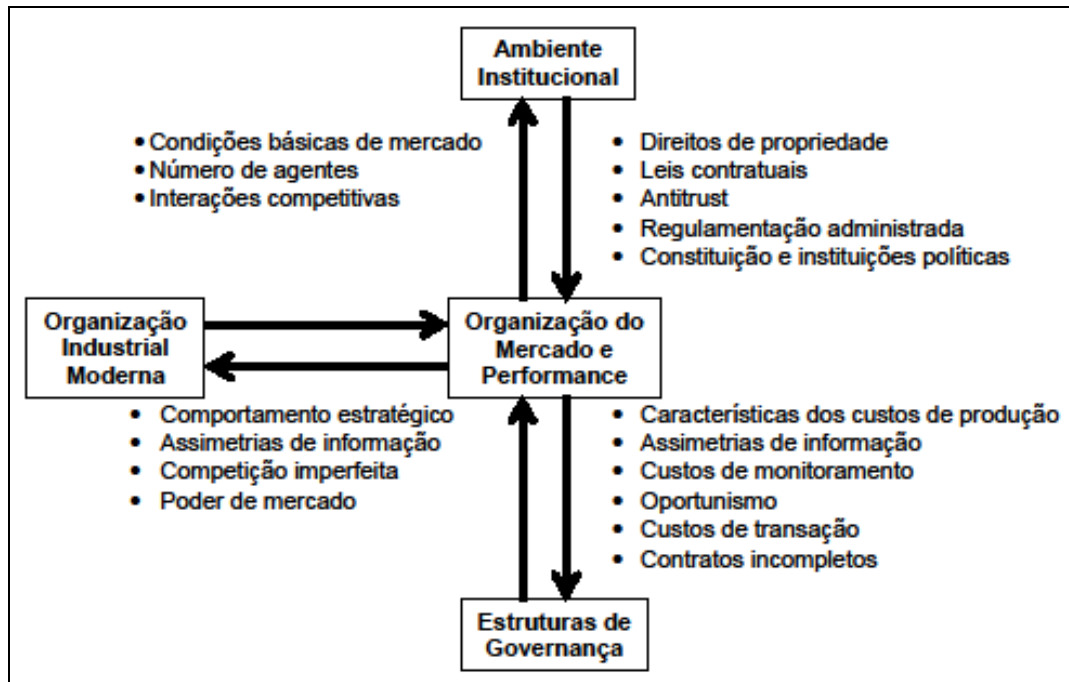 Ambiente
Institucional
• Condições básicas de mercado
• Número de agentes
• Interações competitivas
• Direitos de propriedade
• Leis contratuais
• Antitrust
• Regulamentação administrada
• Constituição e instituições políticas
Organização
Industrial
Moderna
Organização do
Mercado e
Performance
• Comportamento estratégico
• Assimetrias de informação
• Competição imperfeita
• Poder de mercado
• Características dos custos de produção
• Assimetrias de informação
• Custos de monitoramento
• Oportunismo
• Custos de transação
• Contratos incompletos
Estruturas de
Governança